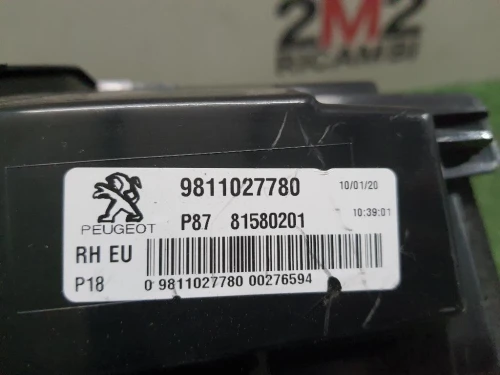 2M2
RICAMBI
PEUGEOT
9811027780
10/01/20
P87 81580201
10:39:01
RH EU
P18
0 9811027780 00276594